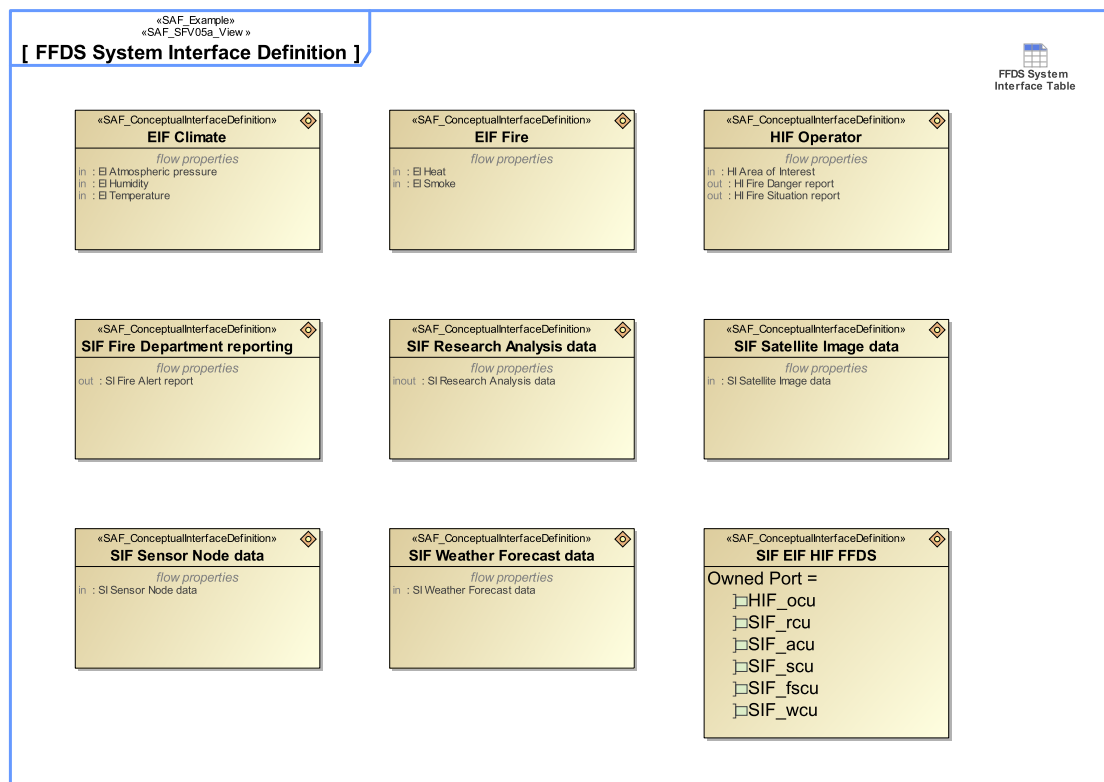 «SAF_Example»
«SAF_SFV05a_View »
[ FFDS System Interface Definition ]
FFDS System
Interface Table
«SAF_ConceptualInterfaceDefinition»
EIF Climate
flow properties
in : EI Atmospheric pressure
in : EI Humidity
in : EI Temperature
«SAF_ConceptualInterfaceDefinition»
EIF Fire
flow properties
in : EI Heat
in : EI Smoke
«SAF_ConceptualInterfaceDefinition»
HIF Operator
flow properties
in : HI Area of Interest
out : HI Fire Danger report
out : HI Fire Situation report
«SAF_ConceptualInterfaceDefinition»
SIF Fire Department reporting
flow properties
out : SI Fire Alert report
«SAF_ConceptualInterfaceDefinition»
SIF Research Analysis data
flow properties
inout : SI Research Analysis data
«SAF_ConceptualInterfaceDefinition»
SIF Satellite Image data
flow properties
in : SI Satellite Image data
«SAF_ConceptualInterfaceDefinition»
SIF Sensor Node data
flow properties
in : SI Sensor Node data
«SAF_ConceptualInterfaceDefinition»
SIF Weather Forecast data
flow properties
in : SI Weather Forecast data
«SAF_ConceptualInterfaceDefinition»
SIF EIF HIF FFDS
Owned Port =
HIF_ocu
SIF_rcu
SIF_acu
SIF_scu
SIF_fscu
SIF_wcu